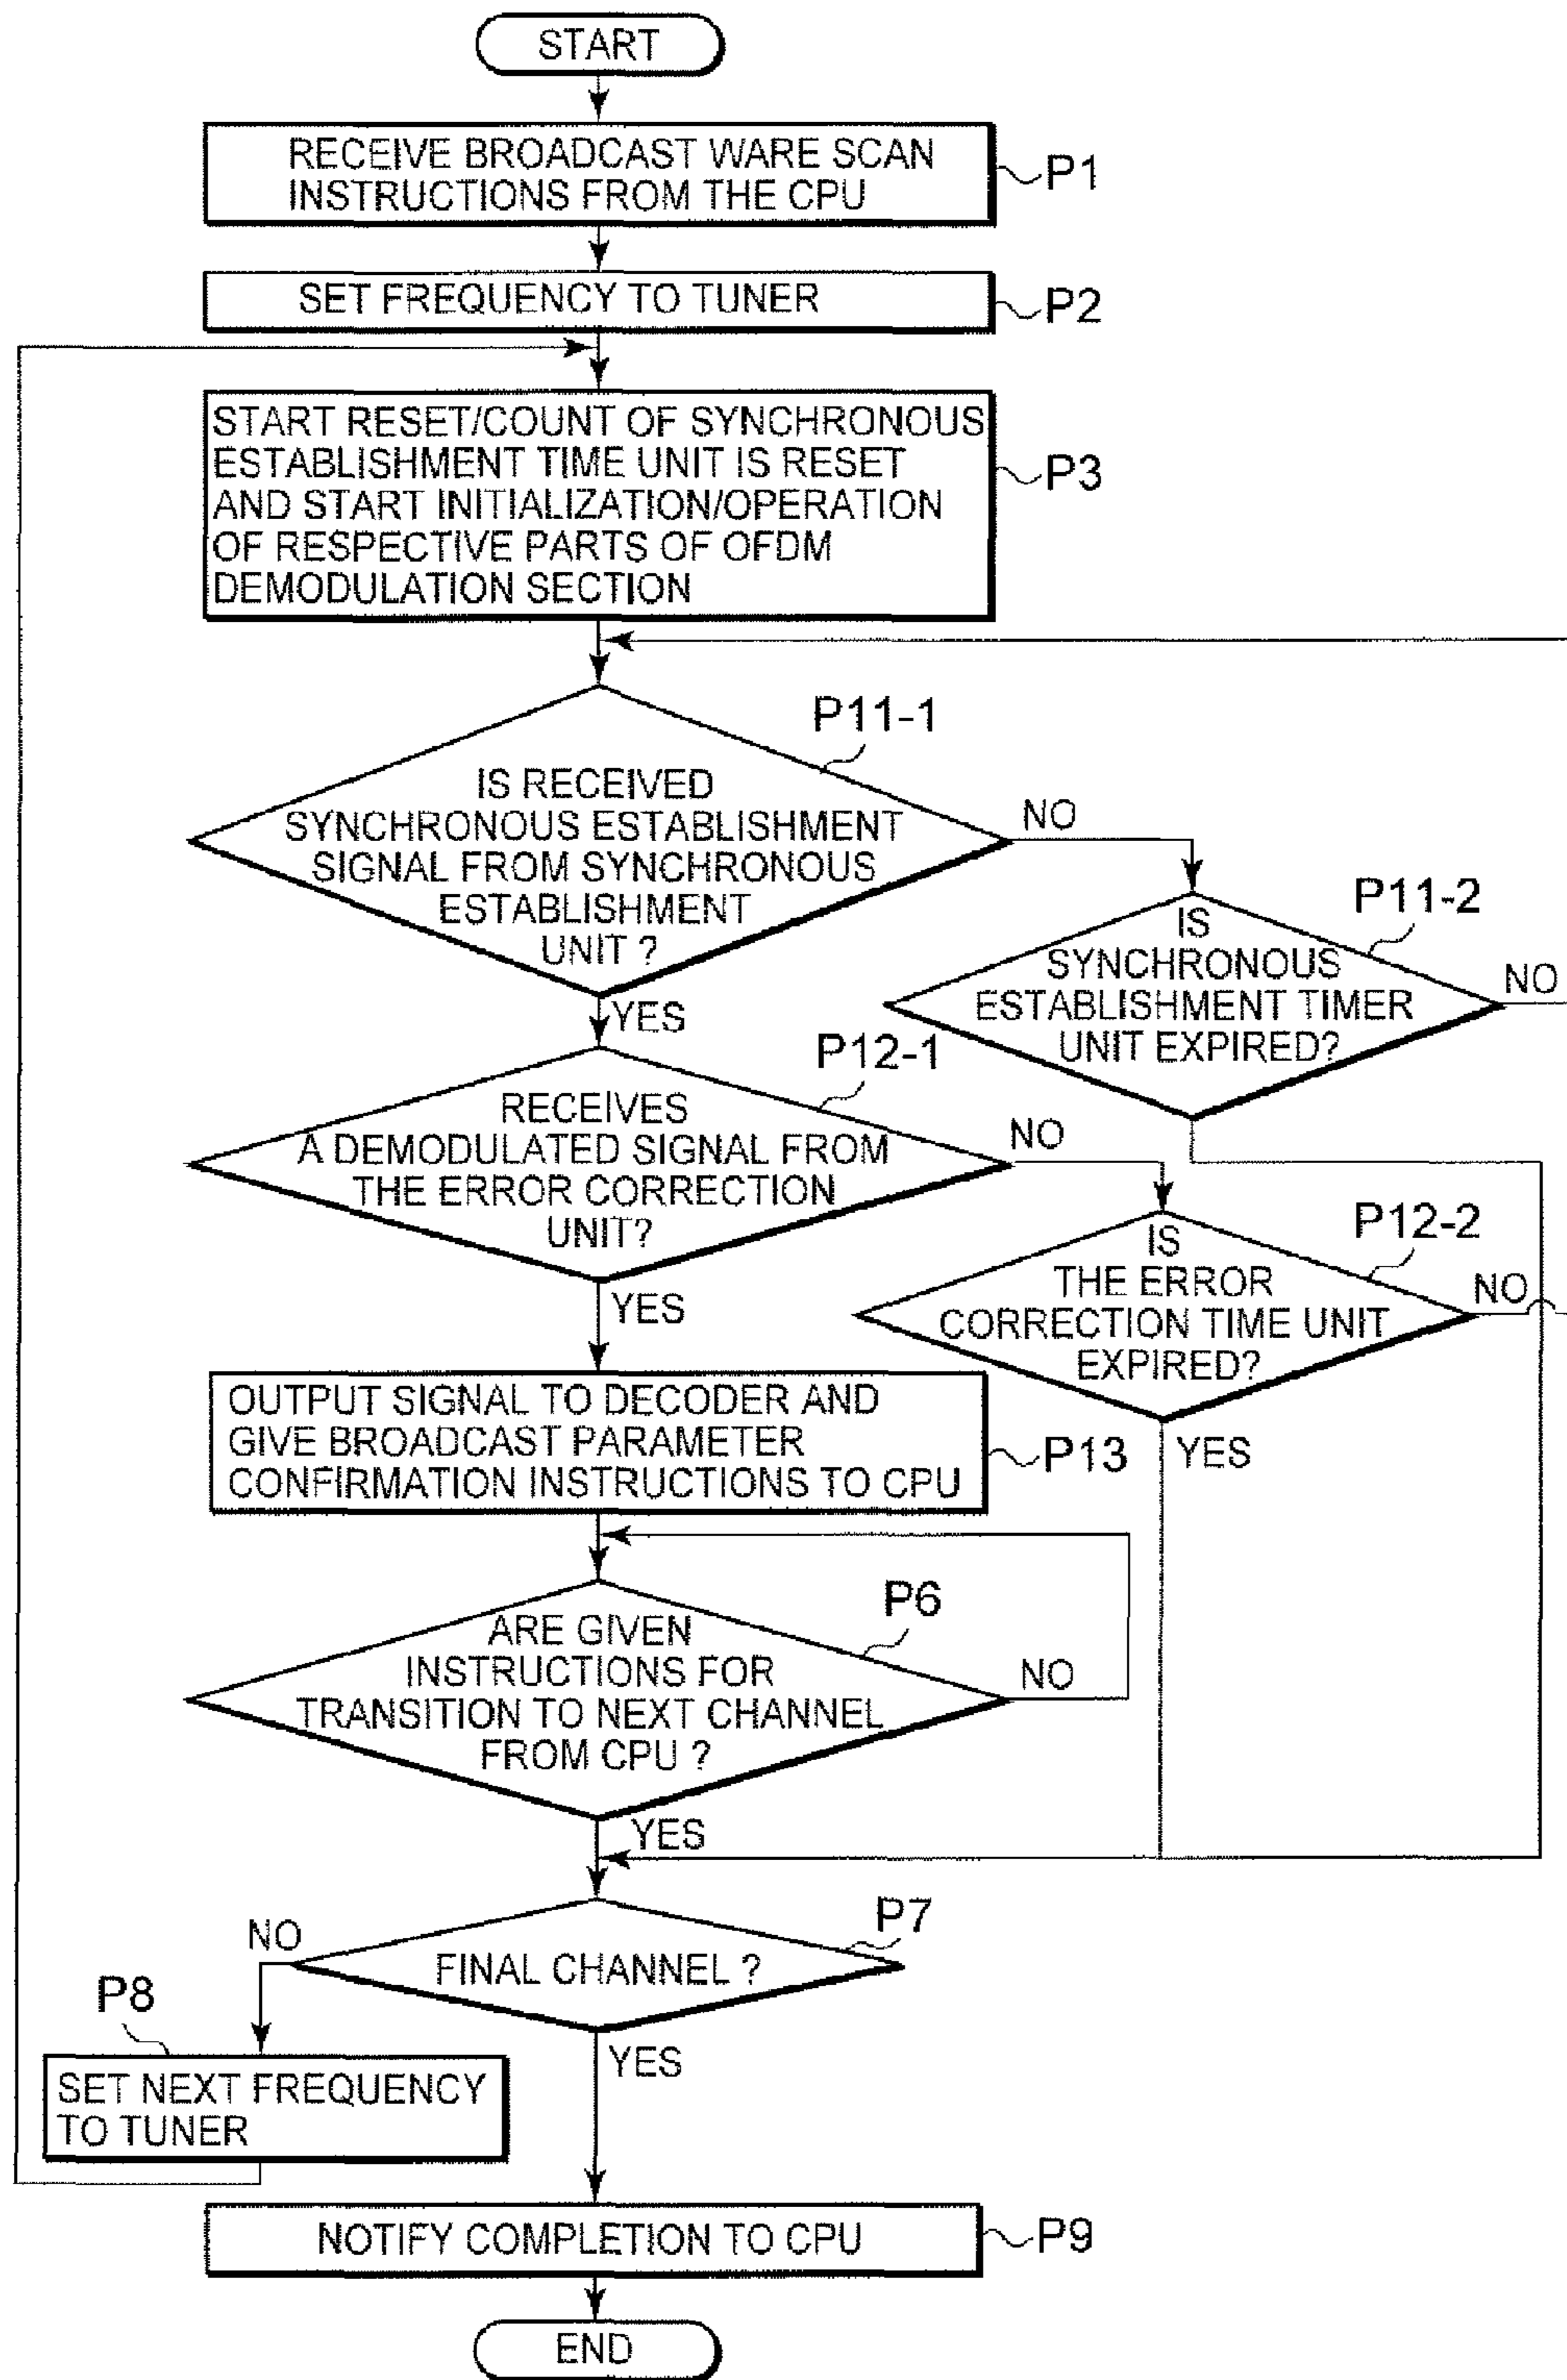 START
RECEIVE BROADCAST WARE SCAN
INSTRUCTIONS FROM THE CPU
P1
SET FREQUENCY TO TUNER
P2
START RESET/COUNT OF SYNCHRONOUS
ESTABLISHMENT TIME UNIT IS RESET
AND START INITIALIZATION/OPERATION
OF RESPECTIVE PARTS OF OFDM
DEMODULATION SECTION
P3
P11-1
IS RECEIVED
SYNCHRONOUS ESTABLISHMENT
SIGNAL FROM SYNCHRONOUS
ESTABLISHMENT
UNIT ?
NO
YES
P11-2
IS
SYNCHRONOUS
ESTABLISHMENT TIMER
UNIT EXPIRED?
NO
P12-1
RECEIVES
A DEMODULATED SIGNAL FROM
THE ERROR CORRECTION
UNIT?
NO
YES
P12-2
IS
THE ERROR
CORRECTION TIME UNIT
EXPIRED?
NO
YES
OUTPUT SIGNAL TO DECODER AND
GIVE BROADCAST PARAMETER
CONFIRMATION INSTRUCTIONS TO CPU
P13
P6
ARE GIVEN
INSTRUCTIONS FOR
TRANSITION TO NEXT CHANNEL
FROM CPU ?
NO
YES
P7
FINAL CHANNEL ?
NO
YES
P8
SET NEXT FREQUENCY
TO TUNER
NOTIFY COMPLETION TO CPU
P9
END